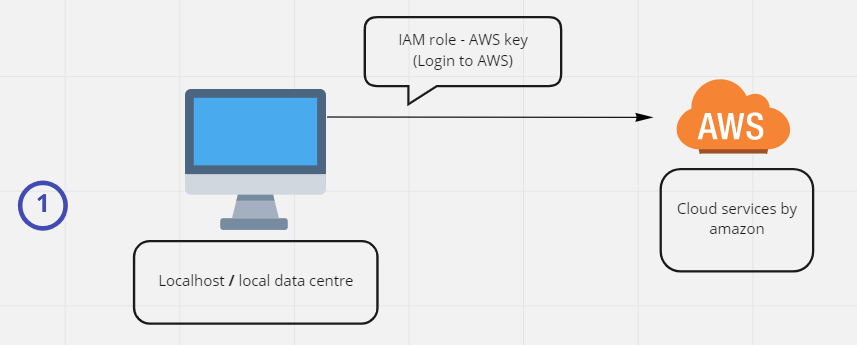 IAM role - AWS key
(Login to AWS)
AWS
1
Cloud services by
amazon
Localhost / local data centre